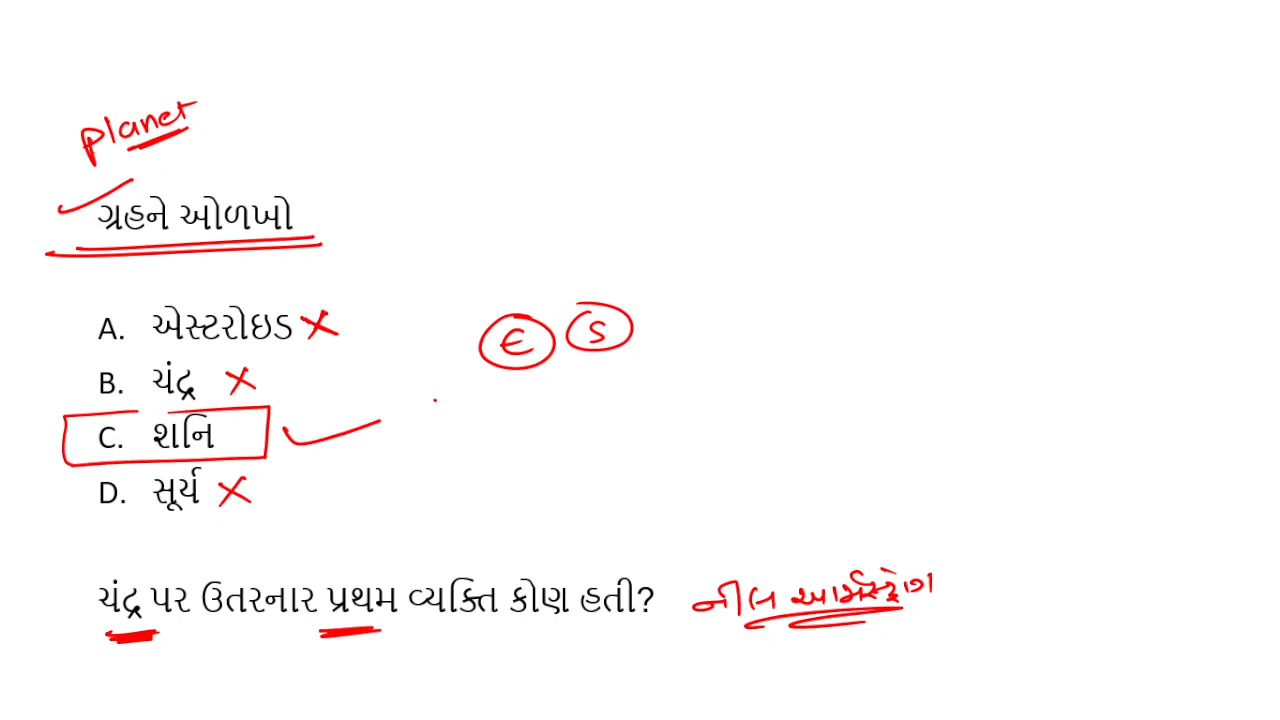 planet
ગ્રહને ઓળખો
A. એસ્ટરોઇડ
B. ચંદ્ર
C. શનિ
D. સૂર્ય
E S
ચંદ્ર પર ઉતરનાર પ્રથમ વ્યક્તિ કોણ હતી? નીલ આર્મસ્ટ્રોંગ